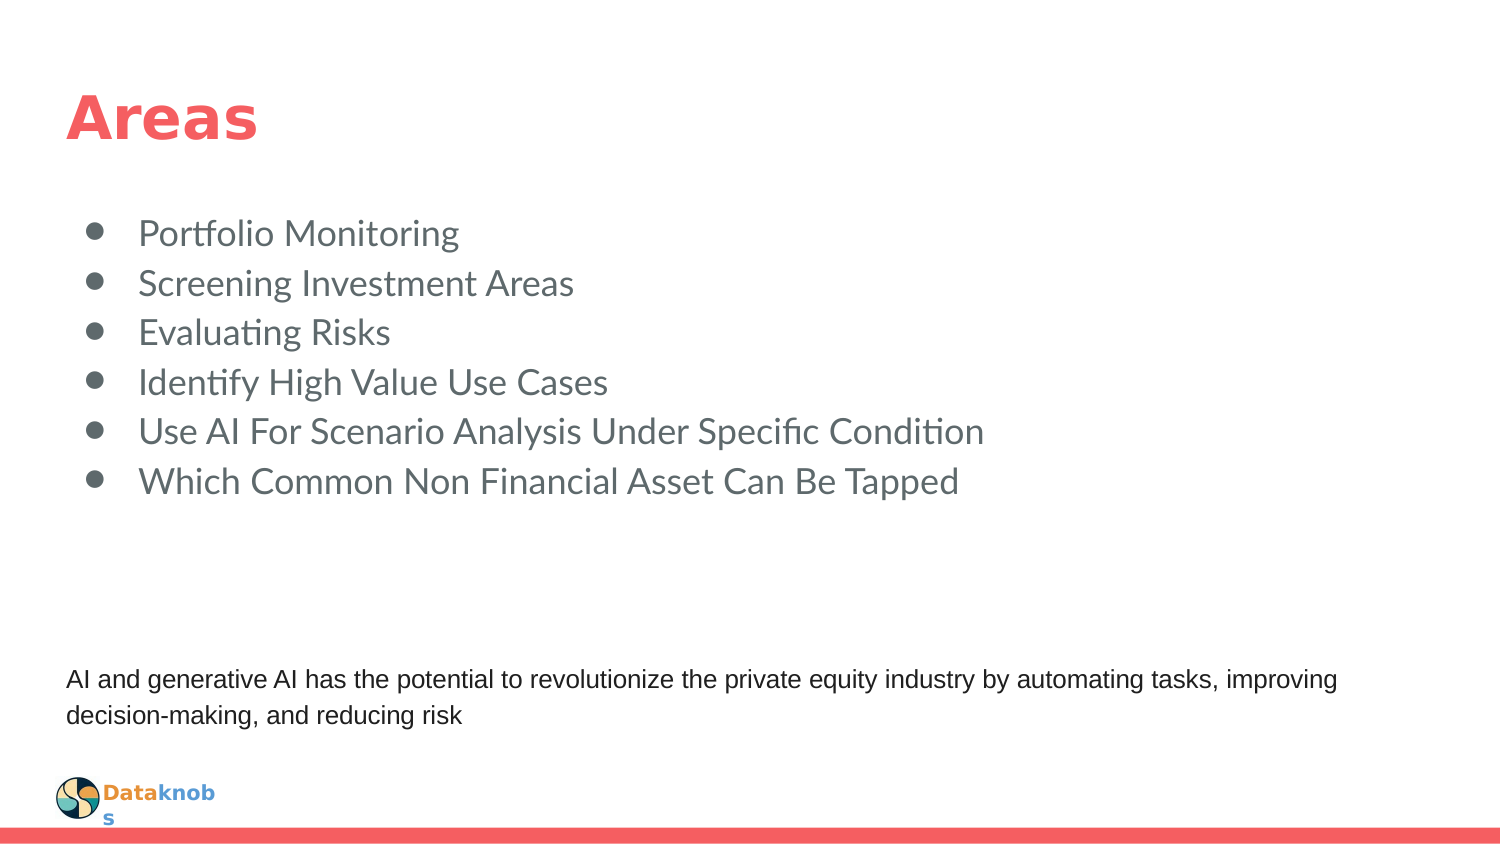 Areas
● Portfolio Monitoring
● Screening Investment Areas
● Evaluating Risks
● Identify High Value Use Cases
● Use AI For Scenario Analysis Under Specific Condition
● Which Common Non Financial Asset Can Be Tapped
AI and generative AI has the potential to revolutionize the private equity industry by automating tasks, improving
decision-making, and reducing risk
Dataknob
s